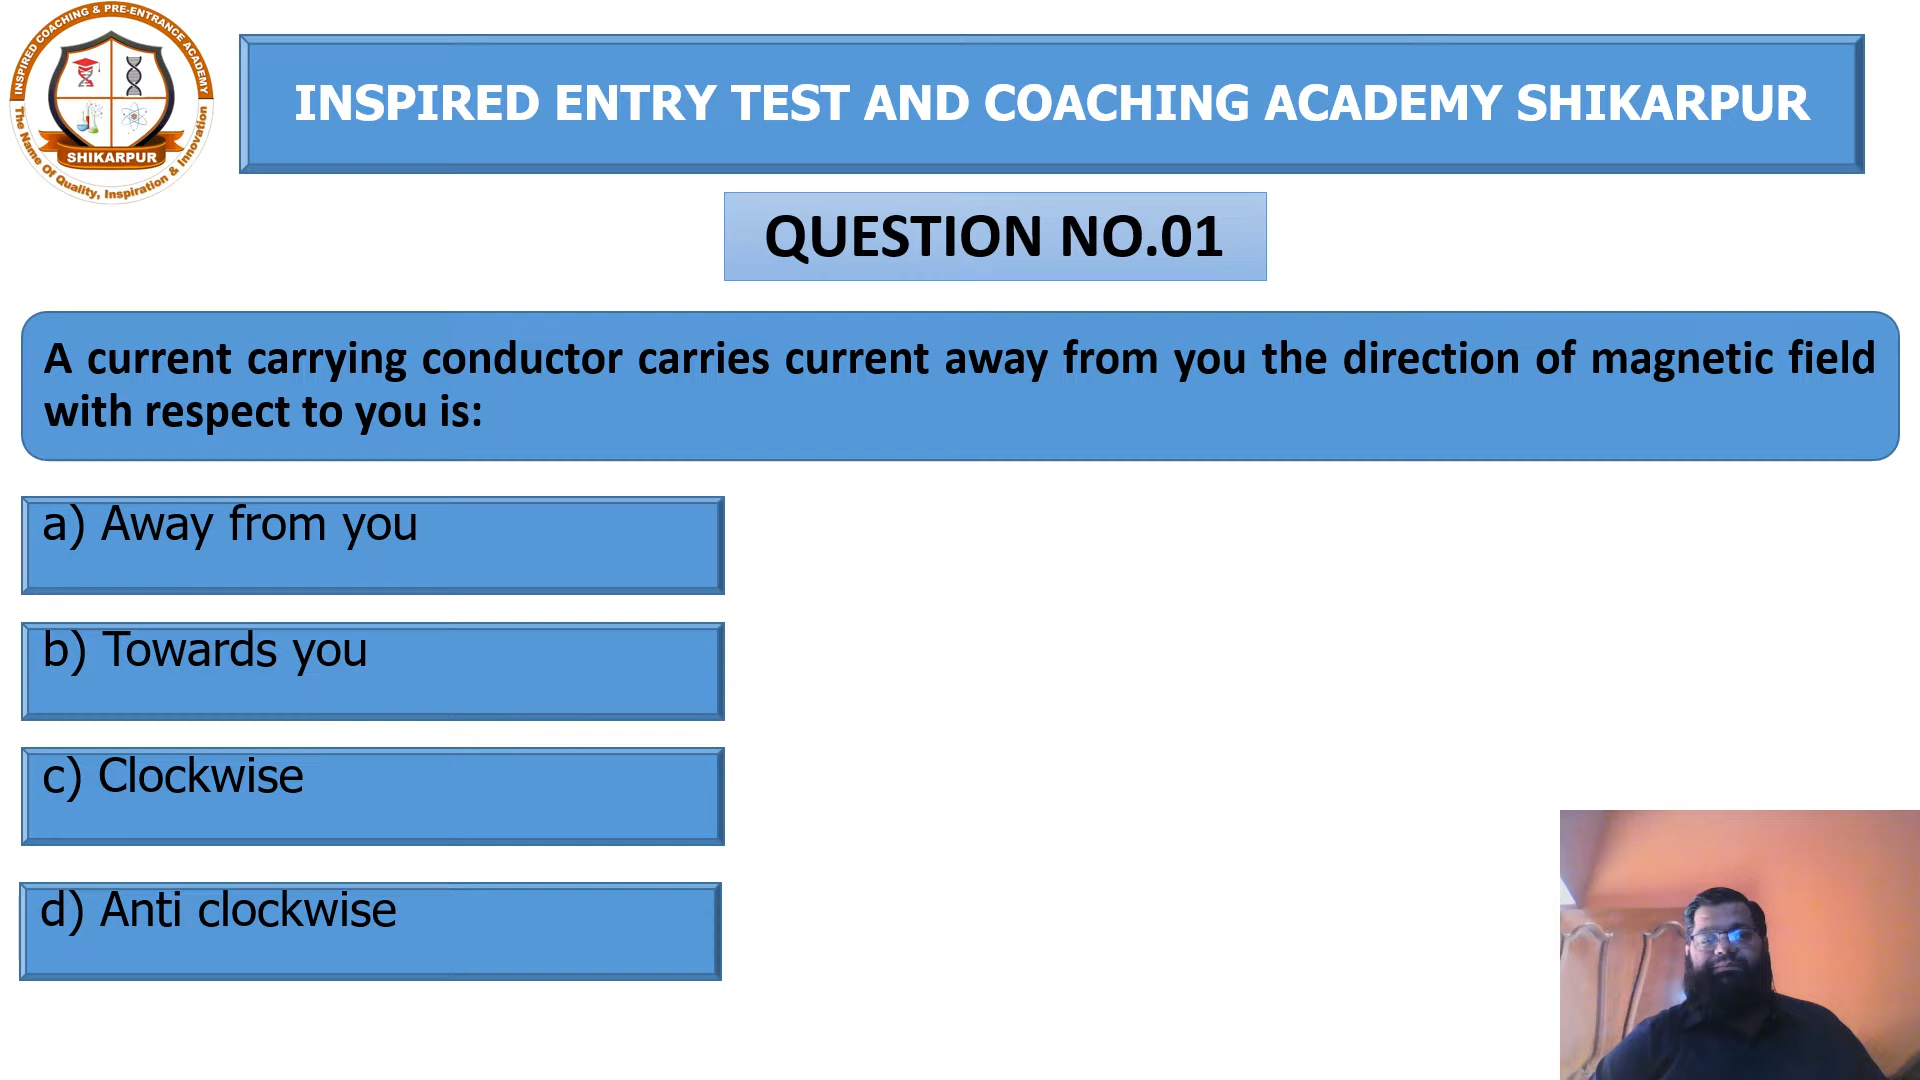 INSPIRED COACHING & PRE-ENTRANCE ACADEMY
SHIKARPUR
The Name Of Quality, Inspiration & Innovation
INSPIRED ENTRY TEST AND COACHING ACADEMY SHIKARPUR
QUESTION NO.01
A current carrying conductor carries current away from you the direction of magnetic field
with respect to you is:
a) Away from you
b) Towards you
c) Clockwise
d) Anti clockwise